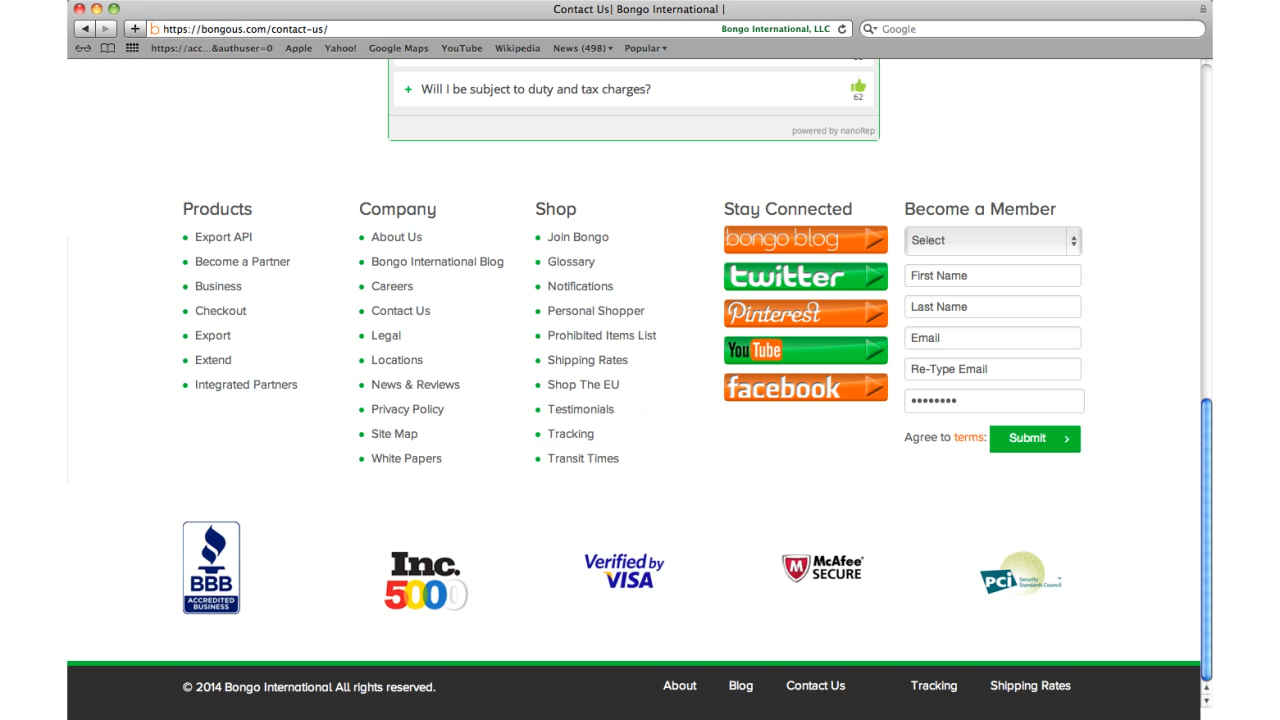 Contact Us| Bongo International |
https://bongous.com/contact-us/
Bongo International, LLC
Google
https://acc...&authuser=0 Apple Yahoo! Google Maps YouTube Wikipedia News (498) Popular
+ Will I be subject to duty and tax charges?
62
powered by nanoRep
Products
Export API
Become a Partner
Business
Checkout
Export
Extend
Integrated Partners
Company
About Us
Bongo International Blog
Careers
Contact Us
Legal
Locations
News & Reviews
Privacy Policy
Site Map
White Papers
Shop
Join Bongo
Glossary
Notifications
Personal Shopper
Prohibited Items List
Shipping Rates
Shop The EU
Testimonials
Tracking
Transit Times
Stay Connected
bongo blog
twitter
Pinterest
YouTube
facebook
Become a Member
Select
First Name
Last Name
Email
Re-Type Email
••••••••
Agree to terms: Submit
BBB
ACCREDITED
BUSINESS
Inc.
5000
Verified by
VISA
McAfee
SECURE
PCI Security
Standards Council
© 2014 Bongo International All rights reserved.
About Blog Contact Us Tracking Shipping Rates